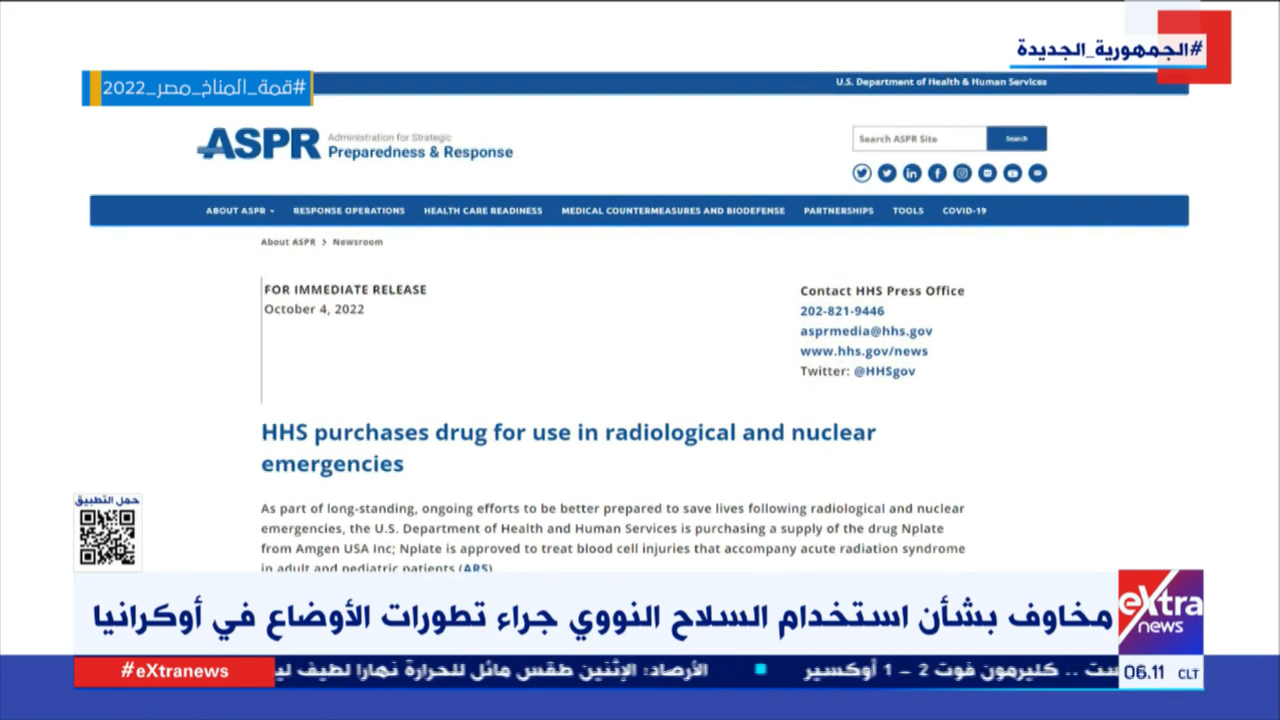 #الجمهورية_الجديدة
#قمة_المناخ_مصر_2022
U.S. Department of Health & Human Services
ASPR
Administration for Strategic
Preparedness & Response
Search ASPR Site
Search
ABOUT ASPR
RESPONSE OPERATIONS
HEALTH CARE READINESS
MEDICAL COUNTERMEASURES AND BIODEFENSE
PARTNERSHIPS
TOOLS
COVID-19
About ASPR > Newsroom
FOR IMMEDIATE RELEASE
October 4, 2022
Contact HHS Press Office
202-821-9446
asprmedia@hhs.gov
www.hhs.gov/news
Twitter: @HHSgov
HHS purchases drug for use in radiological and nuclear
emergencies
As part of long-standing, ongoing efforts to be better prepared to save lives following radiological and nuclear
emergencies, the U.S. Department of Health and Human Services is purchasing a supply of the drug Nplate
from Amgen USA Inc; Nplate is approved to treat blood cell injuries that accompany acute radiation syndrome
in adult and pediatric patients (ARS)
حمل التطبيق
مخاوف بشأن استخدام السلاح النووي جراء تطورات الأوضاع في أوكرانيا
eXtra
news
.. كليرمون فوت 2 – 1 أوكسير
الأرصاد: الإثنين طقس مائل للحرارة نهارا لطيف
#eXtranews
06.11 CLT